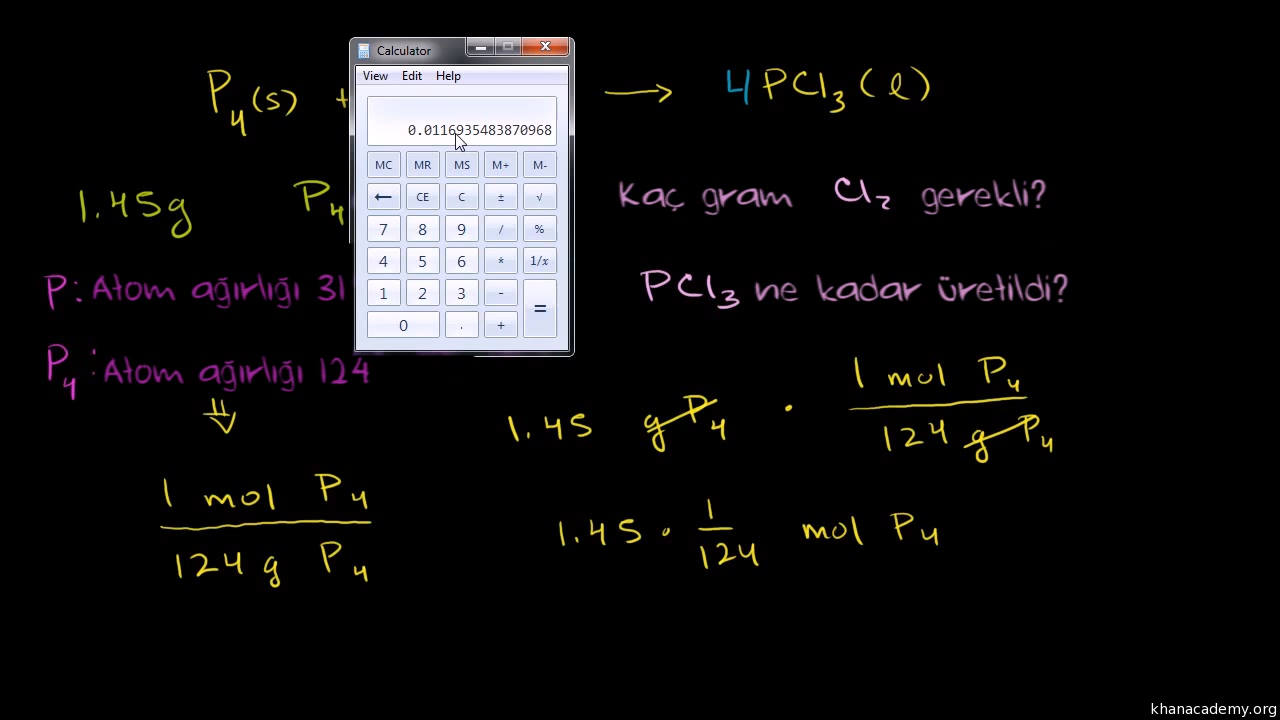 P₄(s) + → 4PCl₃(l)
Calculator
View Edit Help
0.0116935483870968
MC MR MS M+ M-
← CE C ± √
7 8 9 / %
4 5 6 * 1/x
1 2 3 - =
0 . +
1.45g P₄
Kaç gram Cl₂ gerekli?
P: Atom ağırlığı 31
PCl₃ ne kadar üretildi?
P₄: Atom ağırlığı 124
⇓
1.45 g P₄ · 1 mol P₄
124 g P₄
1 mol P₄
124 g P₄
1.45 · 1/124 mol P₄
khanacademy.org